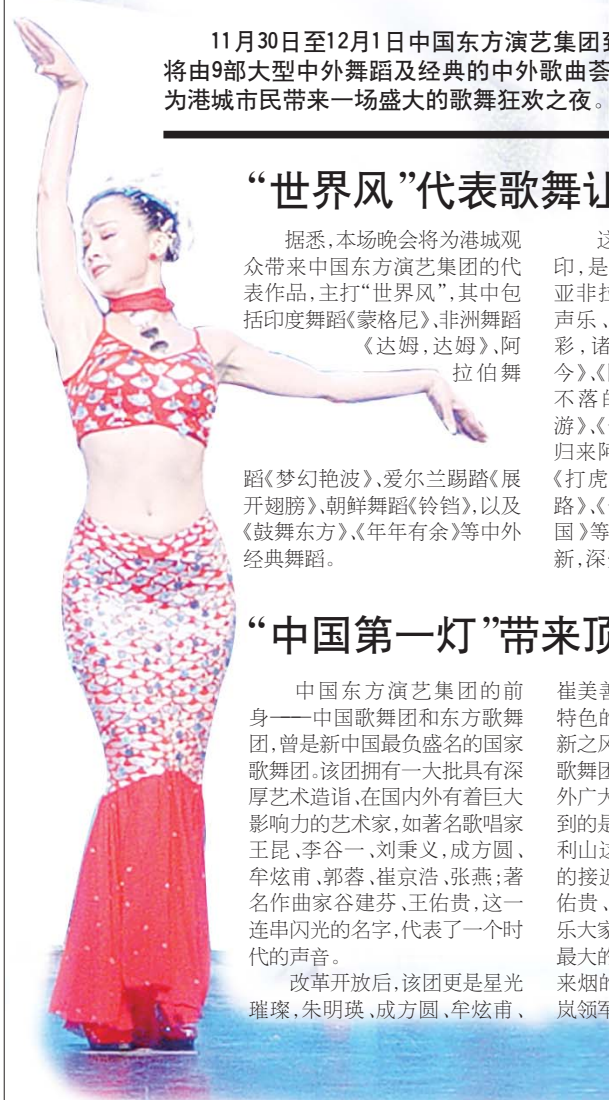 11月30日至12月1日中国东方演艺集团到
将由9部大型中外舞蹈及经典的中外歌曲荟
为港城市民带来一场盛大的歌舞狂欢之夜。
“世界风”代表歌舞让
据悉,本场晚会将为港城观
众带来中国东方演艺集团的代
表作品,主打“世界风”,其中包
括印度舞蹈《蒙格尼》、非洲舞蹈
《达姆,达姆》、阿
拉伯舞
蹈《梦幻艳波》、爱尔兰踢踏《展
开翅膀》、朝鲜舞蹈《铃铛》,以及
《鼓舞东方》、《年年有余》等中外
经典舞蹈。
这
印,是
亚非拉
声乐、
彩,诸
今》、《
不落的
游》、《
归来阿
《打虎
路》、《
国》等
新,深
“中国第一灯”带来顶
中国东方演艺集团的前
身——中国歌舞团和东方歌舞
团,曾是新中国最负盛名的国家
歌舞团。该团拥有一大批具有深
厚艺术造诣、在国内外有着巨大
影响力的艺术家,如著名歌唱家
王昆、李谷一、刘秉义,成方圆、
牟炫甫、郭蓉、崔京浩、张燕;著
名作曲家谷建芬、王佑贵,这一
连串闪光的名字,代表了一个时
代的声音。
改革开放后,该团更是星光
璀璨,朱明瑛、成方圆、牟炫甫、
崔美善
特色的
新之风
歌舞团
外广大
到的是
利山这
的接近
佑贵、
乐大家
最大的
来烟的
岚领军